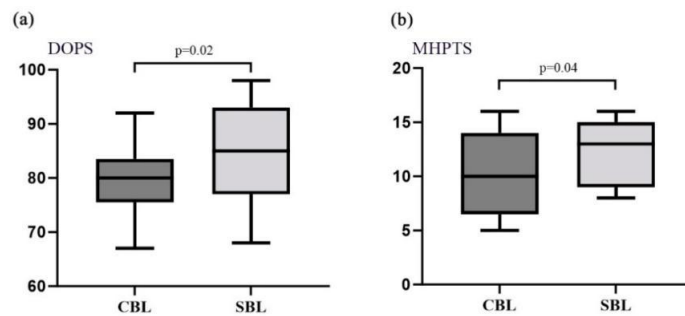 (a)
DOPS
p=0.02
100
90
80
70
60
CBL
SBL
(b)
MHPTS
p=0.04
20
15
10
5
0
CBL
SBL